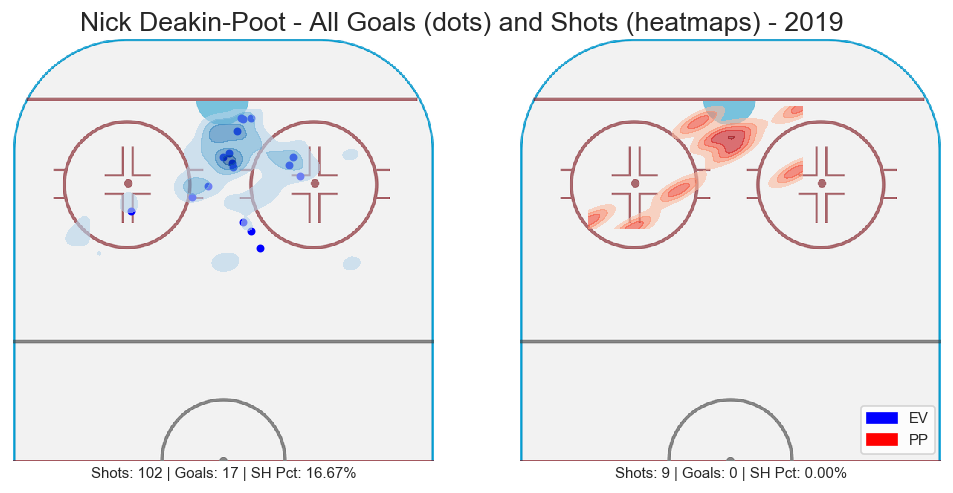 Nick Deakin-Poot - All Goals (dots) and Shots (heatmaps) - 2019
EV
PP
Shots: 102 | Goals: 17 | SH Pct: 16.67%
Shots: 9 | Goals: 0 | SH Pct: 0.00%